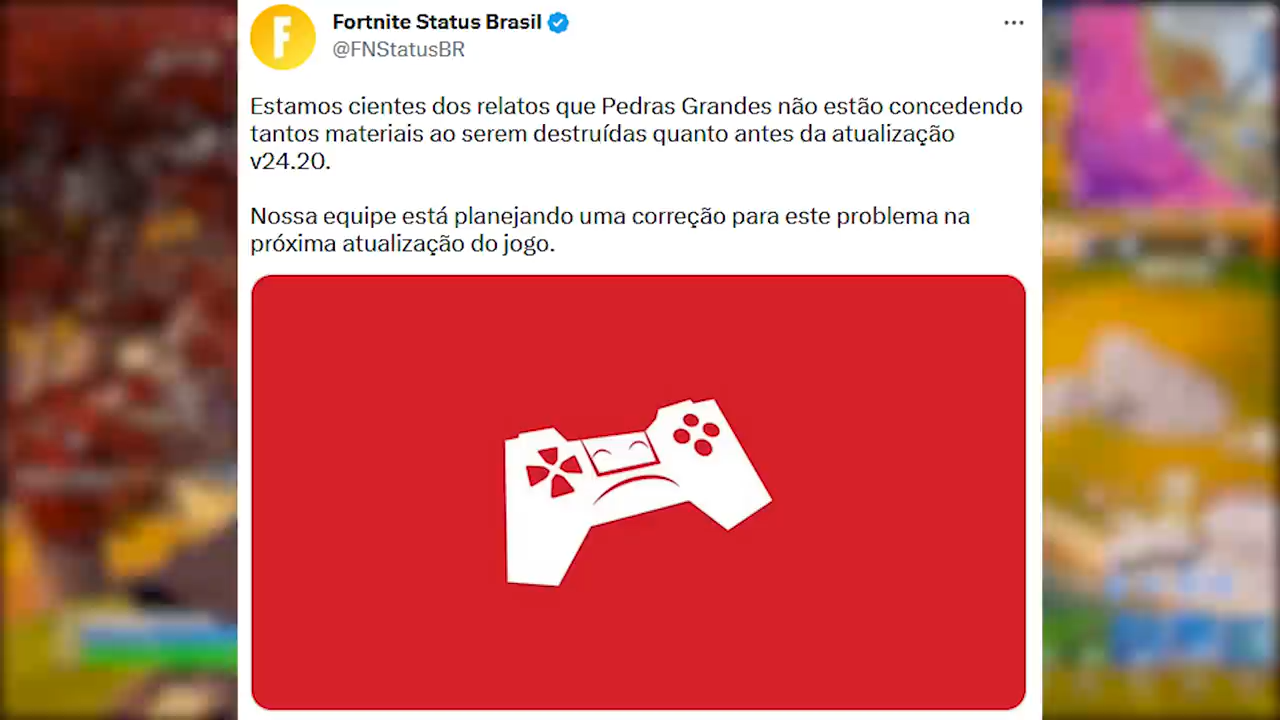 Fortnite Status Brasil
@FNStatusBR
Estamos cientes dos relatos que Pedras Grandes não estão concedendo
tantos materiais ao serem destruídas quanto antes da atualização
v24.20.
Nossa equipe está planejando uma correção para este problema na
próxima atualização do jogo.